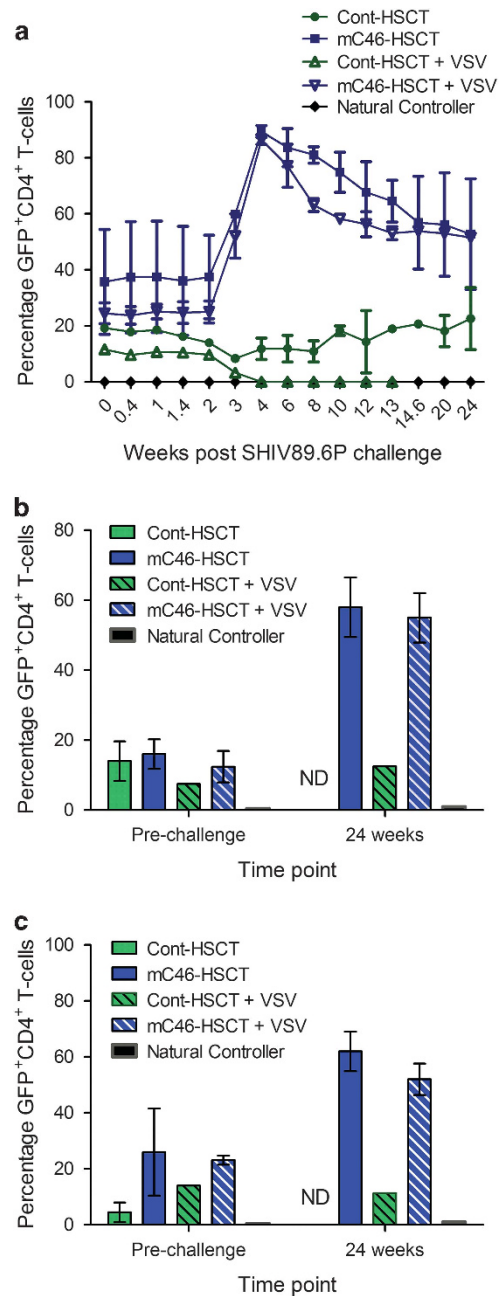 a
Cont-HSCT
mC46-HSCT
Cont-HSCT + VSV
mC46-HSCT + VSV
Natural Controller
Percentage GFP⁺CD4⁺ T-cells
100
80
60
40
20
0
0 0.4 1 1.4 2 3 4 6 8 10 12 13 14.6 20 24
Weeks post SHIV89.6P challenge
b
Percentage GFP⁺CD4⁺ T-cells
80
60
40
20
0
Cont-HSCT
mC46-HSCT
Cont-HSCT + VSV
mC46-HSCT + VSV
Natural Controller
ND
Pre-challenge 24 weeks
Time point
c
Percentage GFP⁺CD4⁺ T-cells
100
80
60
40
20
0
Cont-HSCT
mC46-HSCT
Cont-HSCT + VSV
mC46-HSCT + VSV
Natural Controller
ND
Pre-challenge 24 weeks
Time point